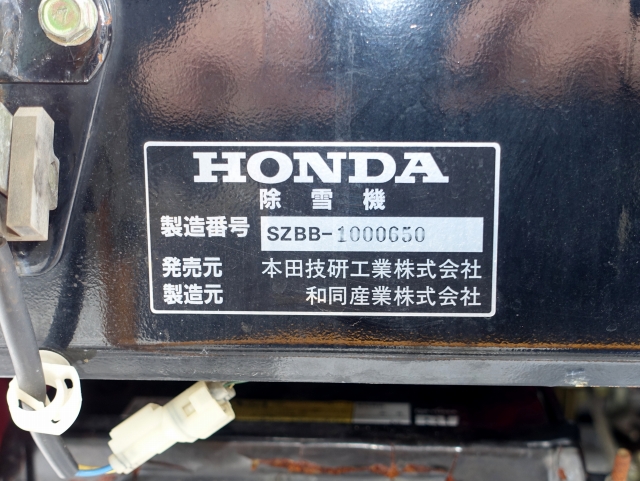 HONDA
除雪機
製造番号 SZBB-1000650
発売元 本田技研工業株式会社
製造元 和同産業株式会社